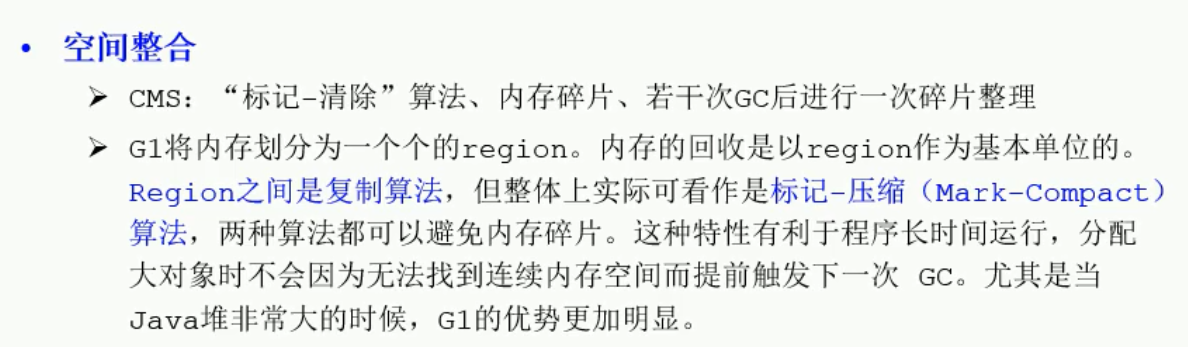 • 空间整合
➢ CMS：“标记-清除”算法、内存碎片、若干次GC后进行一次碎片整理
➢ G1将内存划分为一个个的region。内存的回收是以region作为基本单位的。
Region之间是复制算法，但整体上实际可看作是标记-压缩（Mark-Compact）
算法，两种算法都可以避免内存碎片。这种特性有利于程序长时间运行，分配
大对象时不会因为无法找到连续内存空间而提前触发下一次 GC。尤其是当
Java堆非常大的时候，G1的优势更加明显。